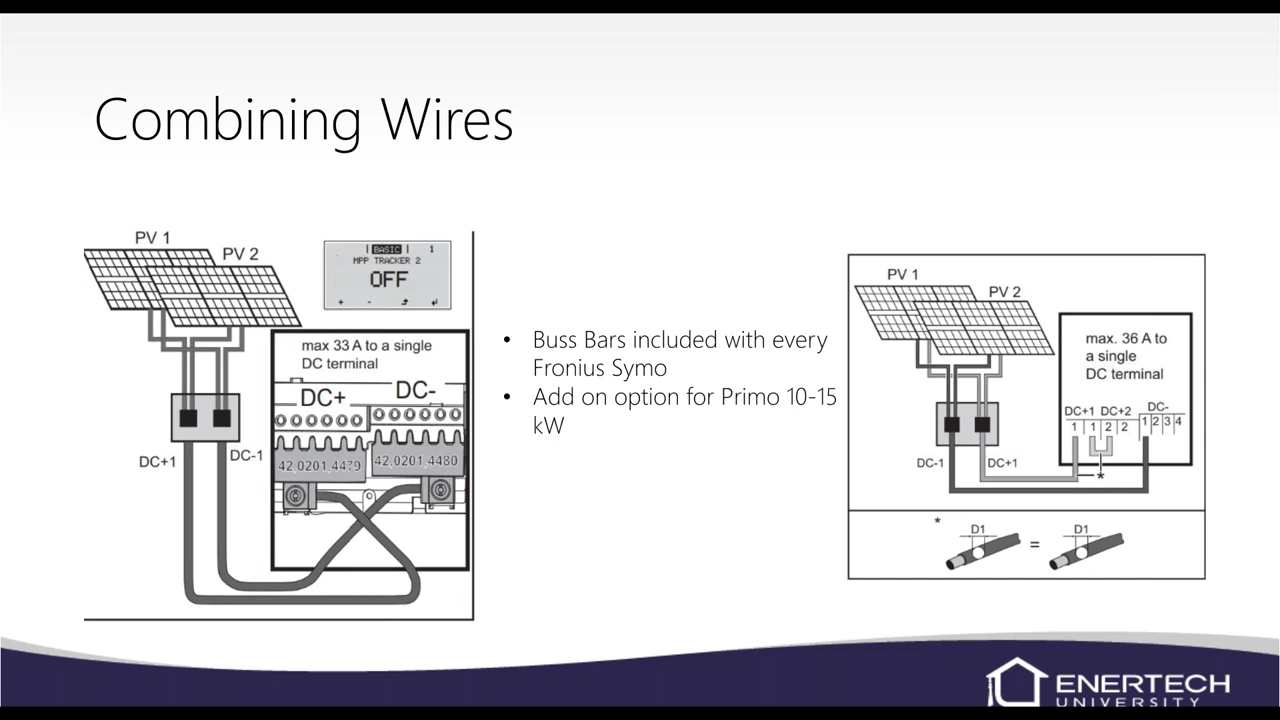 Combining Wires
PV 1
PV 2
| BASIC | 1
MPP TRACKER 2
OFF
+ - 
max 33 A to a single
DC terminal
DC+
DC-
42,0201,4479
42,0201,4480
DC+1
DC-1
• Buss Bars included with every
Fronius Symo
• Add on option for Primo 10-15
kW
PV 1
PV 2
max. 36 A to
a single
DC terminal
DC+1 DC+2 DC-
1 1 2 2 1 2 3 4
DC-1
DC+1
*
*
D1
=
D1
ENERTECH
UNIVERSITY